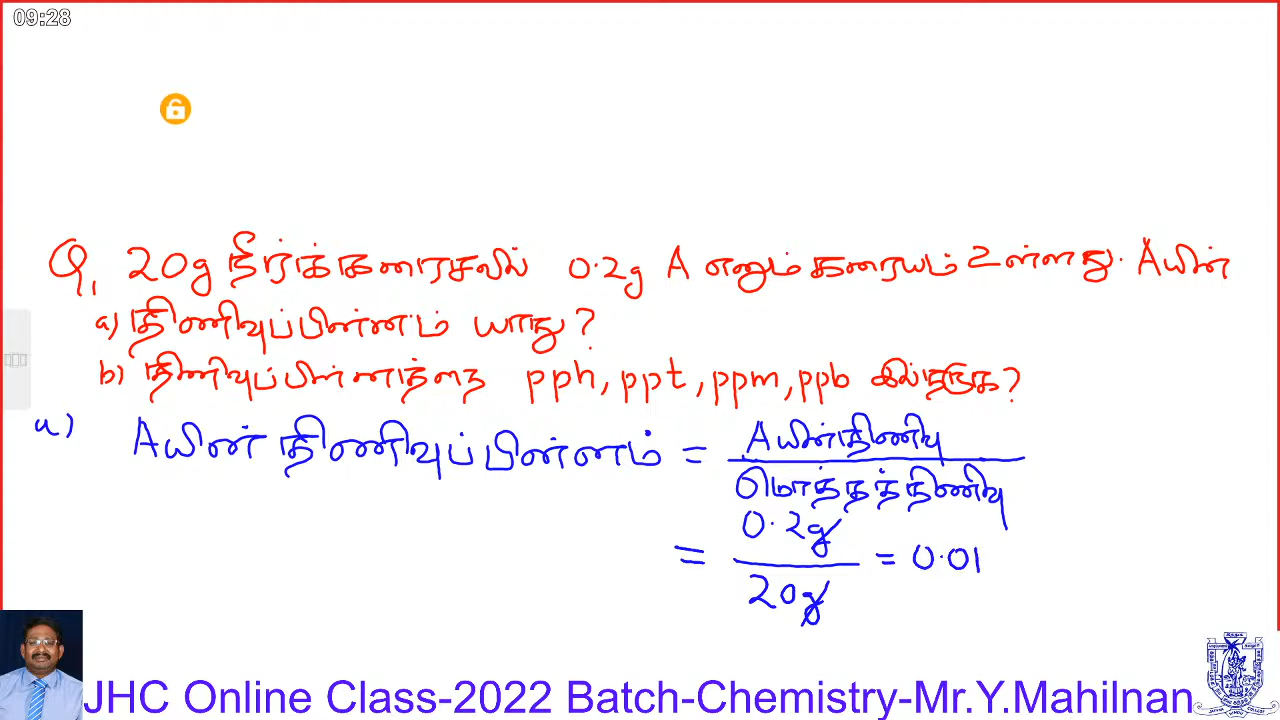 09:28
Q, 20g நீர்க்கரைசலில் 0.2g A எனும் கரையம் உள்ளது. Aயின்
a) திணிவுப்பின்னம் யாது?
b) திணிவுப்பின்னத்தை pph, ppt, ppm, ppb இல் தருக?
a) Aயின் திணிவுப்பின்னம் = Aயின் திணிவு
மொத்தத்திணிவு
= 0.2g
20g = 0.01
JHC Online Class-2022 Batch-Chemistry-Mr.Y.Mahilnan